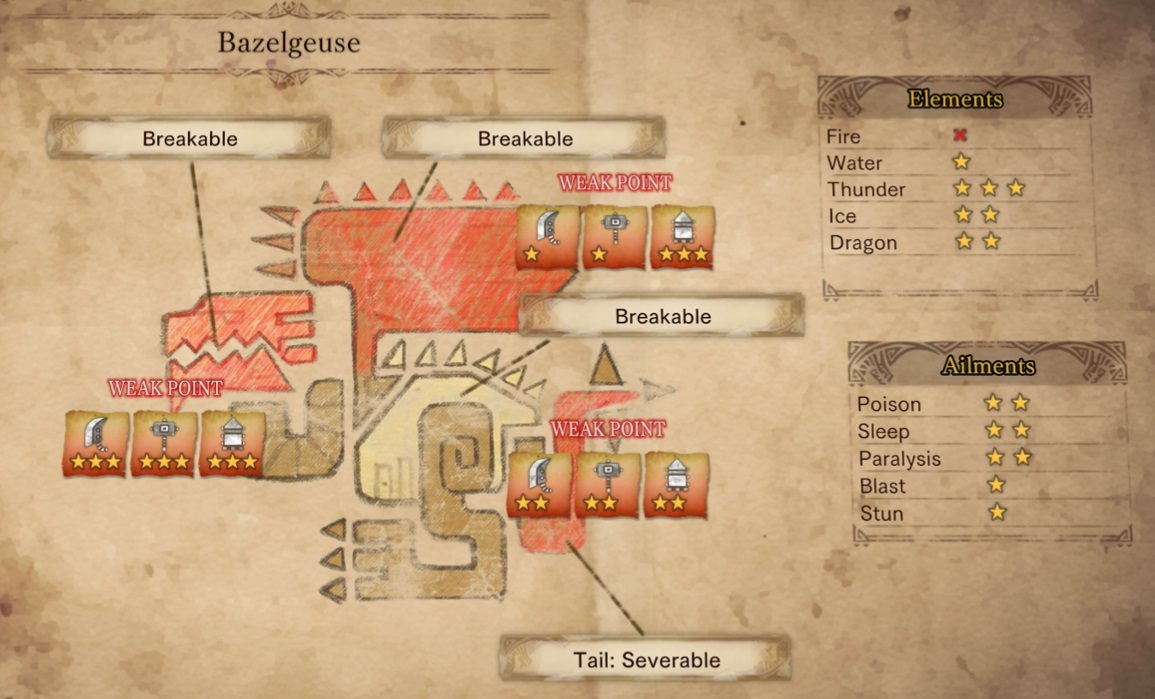 Bazelgeuse
Breakable
Breakable
WEAK POINT
Breakable
WEAK POINT
WEAK POINT
Tail: Severable
Elements
Fire
Water
Thunder
Ice
Dragon
Ailments
Poison
Sleep
Paralysis
Blast
Stun